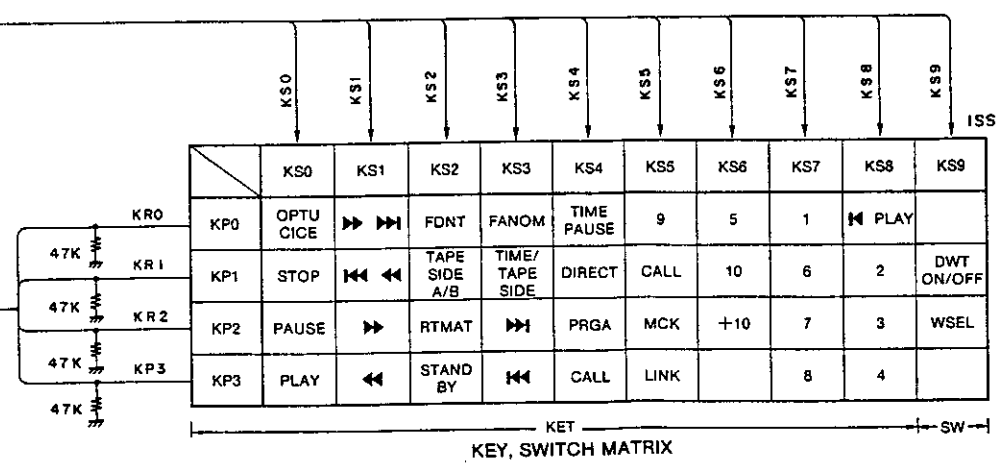 KS0 KS1 KS2 KS3 KS4 KS5 KS6 KS7 KS8 KS9
ISS
KS0 KS1 KS2 KS3 KS4 KS5 KS6 KS7 KS8 KS9
KR0 KP0 OPTU CICE ▶▶ ▶▶| FDNT FANOM TIME PAUSE 9 5 1 |◀ PLAY
47K
KR1 KP1 STOP |◀◀ ◀◀ TAPE SIDE A/B TIME/ TAPE SIDE DIRECT CALL 10 6 2 DWT ON/OFF
47K
KR2 KP2 PAUSE ▶▶ RTMAT ▶▶| PRGA MCK +10 7 3 WSEL
47K
KP3 KP3 PLAY ◀◀ STAND BY |◀◀ CALL LINK 8 4
47K
KET SW
KEY, SWITCH MATRIX